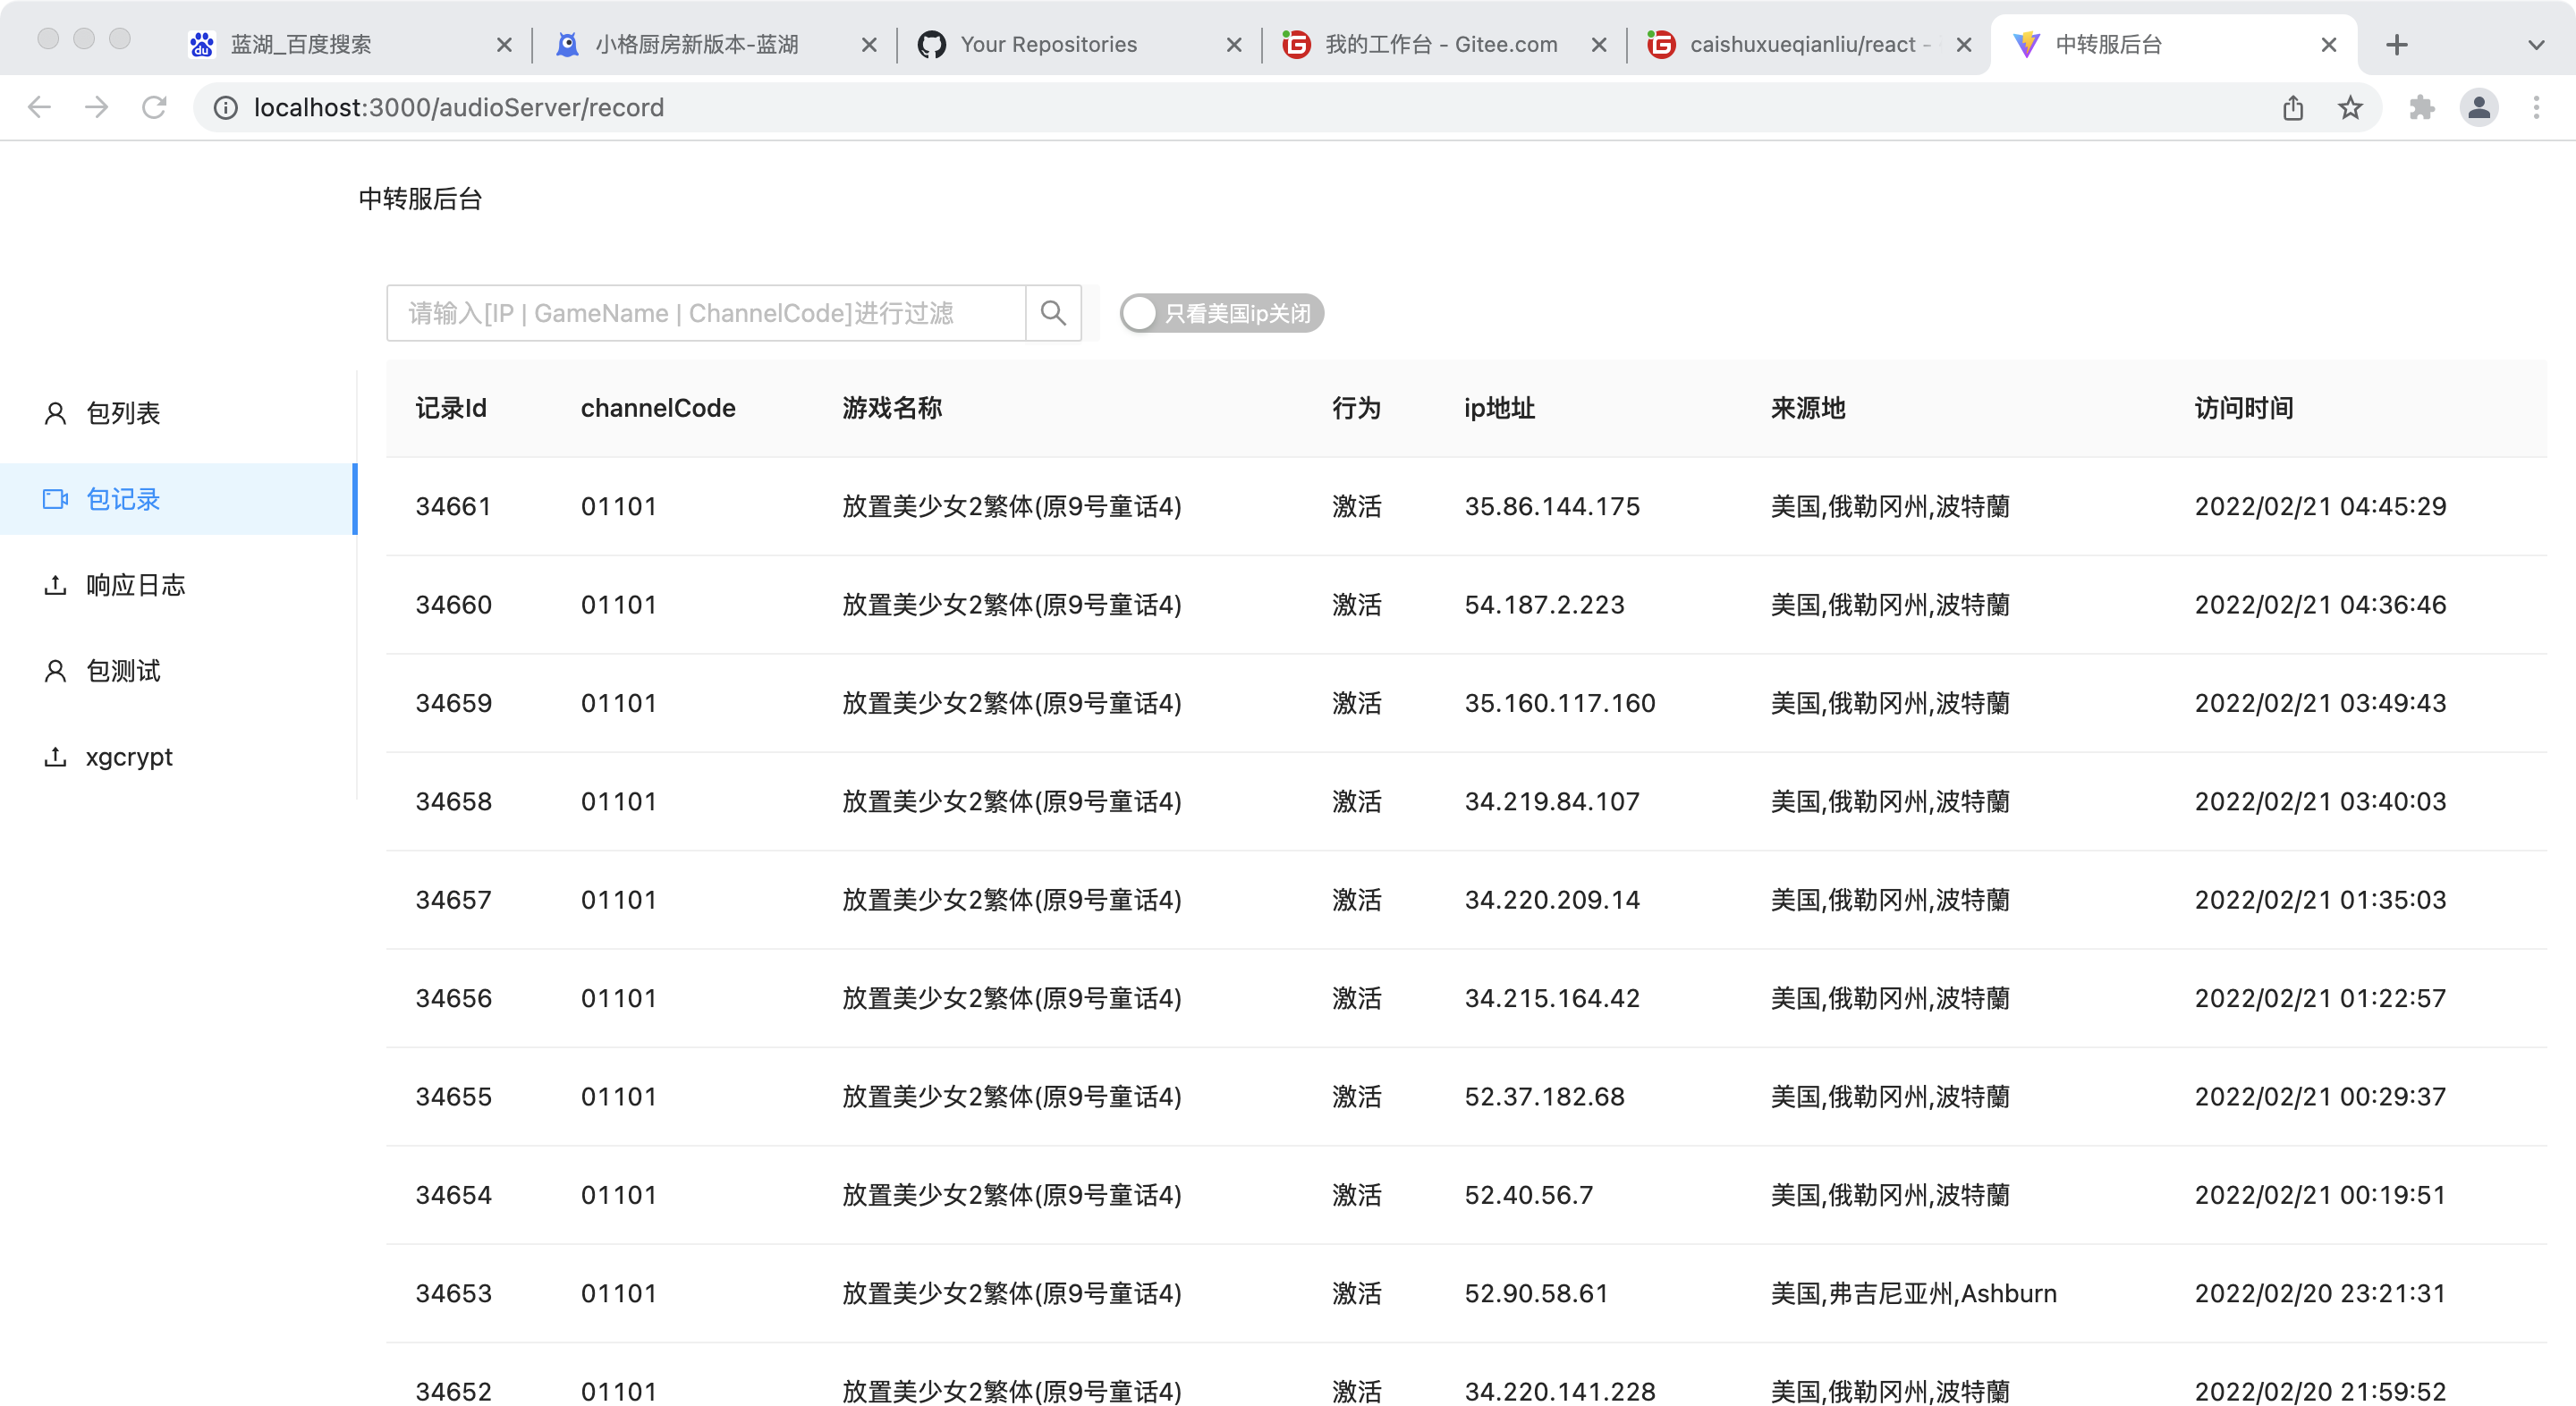 蓝湖_百度搜索
小格厨房新版本-蓝湖
Your Repositories
我的工作台 - Gitee.com
caishuxueqianliu/react -
中转服后台
localhost:3000/audioServer/record
中转服后台
请输入[IP | GameName | ChannelCode]进行过滤
只看美国ip关闭
包列表
包记录
响应日志
包测试
xgcrypt
记录Id channelCode 游戏名称 行为 ip地址 来源地 访问时间
34661 01101 放置美少女2繁体(原9号童话4) 激活 35.86.144.175 美国,俄勒冈州,波特蘭 2022/02/21 04:45:29
34660 01101 放置美少女2繁体(原9号童话4) 激活 54.187.2.223 美国,俄勒冈州,波特蘭 2022/02/21 04:36:46
34659 01101 放置美少女2繁体(原9号童话4) 激活 35.160.117.160 美国,俄勒冈州,波特蘭 2022/02/21 03:49:43
34658 01101 放置美少女2繁体(原9号童话4) 激活 34.219.84.107 美国,俄勒冈州,波特蘭 2022/02/21 03:40:03
34657 01101 放置美少女2繁体(原9号童话4) 激活 34.220.209.14 美国,俄勒冈州,波特蘭 2022/02/21 01:35:03
34656 01101 放置美少女2繁体(原9号童话4) 激活 34.215.164.42 美国,俄勒冈州,波特蘭 2022/02/21 01:22:57
34655 01101 放置美少女2繁体(原9号童话4) 激活 52.37.182.68 美国,俄勒冈州,波特蘭 2022/02/21 00:29:37
34654 01101 放置美少女2繁体(原9号童话4) 激活 52.40.56.7 美国,俄勒冈州,波特蘭 2022/02/21 00:19:51
34653 01101 放置美少女2繁体(原9号童话4) 激活 52.90.58.61 美国,弗吉尼亚州,Ashburn 2022/02/20 23:21:31
34652 01101 放置美少女2繁体(原9号童话4) 激活 34.220.141.228 美国,俄勒冈州,波特蘭 2022/02/20 21:59:52